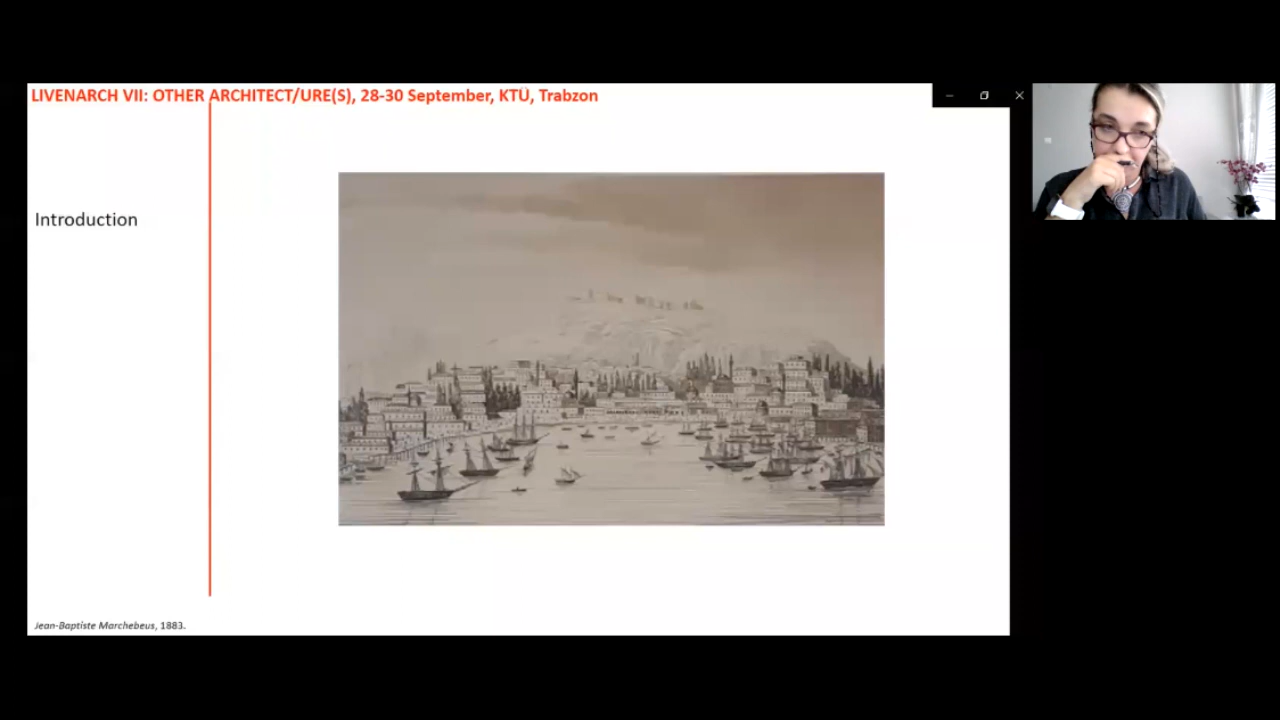 LIVENARCH VII: OTHER ARCHITECT/URE(S), 28-30 September, KTÜ, Trabzon
Introduction
Jean-Baptiste Marchebeus, 1883.